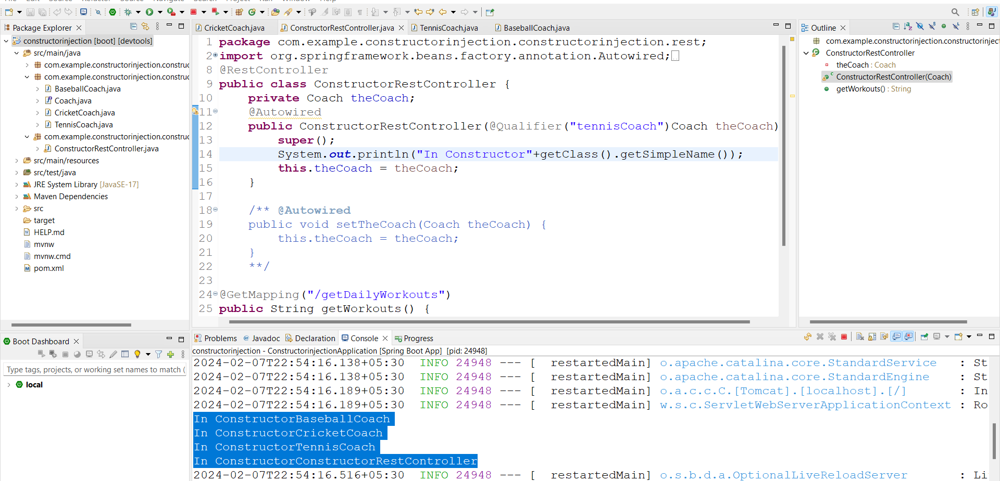 Package Explorer
constructorinjection [boot] [devtools]
src/main/java
com.example.constructorinjection.constru
com.example.constructorinjection.constru
BaseballCoach.java
Coach.java
CricketCoach.java
TennisCoach.java
com.example.constructorinjection.constru
ConstructorRestController.java
src/main/resources
src/test/java
JRE System Library [JavaSE-17]
Maven Dependencies
src
target
HELP.md
mvnw
mvnw.cmd
pom.xml
Boot Dashboard
Type tags, projects, or working set names to match (
local
CricketCoach.java
ConstructorRestController.java
TennisCoach.java
BaseballCoach.java
1 package com.example.constructorinjection.constructorinjection.rest;
2 import org.springframework.beans.factory.annotation.Autowired;
8 @RestController
9 public class ConstructorRestController {
10 private Coach theCoach;
11 @Autowired
12 public ConstructorRestController(@Qualifier("tennisCoach")Coach theCoach)
13 super();
14 System.out.println("In Constructor"+getClass().getSimpleName());
15 this.theCoach = theCoach;
16 }
17
18 /** @Autowired
19 public void setTheCoach(Coach theCoach) {
20 this.theCoach = theCoach;
21 }
22 **/
23
24 @GetMapping("/getDailyWorkouts")
25 public String getWorkouts() {
Outline
com.example.constructorinjection.constructorinject
ConstructorRestController
theCoach : Coach
ConstructorRestController(Coach)
getWorkouts() : String
Problems
@ Javadoc
Declaration
Console
Progress
constructorinjection - ConstructorinjectionApplication [Spring Boot App] [pid: 24948]
2024-02-07T22:54:16.138+05:30 INFO 24948 --- [ restartedMain] o.apache.catalina.core.StandardService : St
2024-02-07T22:54:16.138+05:30 INFO 24948 --- [ restartedMain] o.apache.catalina.core.StandardEngine : St
2024-02-07T22:54:16.189+05:30 INFO 24948 --- [ restartedMain] o.a.c.c.C.[Tomcat].[localhost].[/] : In
2024-02-07T22:54:16.189+05:30 INFO 24948 --- [ restartedMain] w.s.c.ServletWebServerApplicationContext : Ro
In ConstructorBaseballCoach
In ConstructorCricketCoach
In ConstructorTennisCoach
In ConstructorConstructorRestController
2024-02-07T22:54:16.516+05:30 INFO 24948 --- [ restartedMain] o.s.b.d.a.OptionalLiveReloadServer : Li